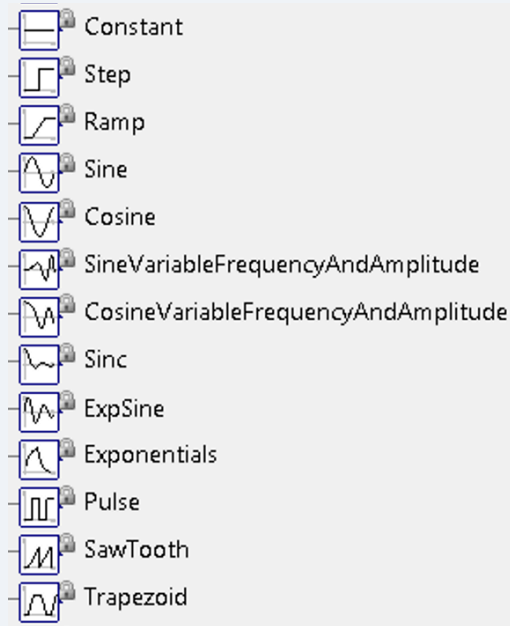 Constant
Step
Ramp
Sine
Cosine
SineVariableFrequencyAndAmplitude
CosineVariableFrequencyAndAmplitude
Sinc
ExpSine
Exponentials
Pulse
SawTooth
Trapezoid